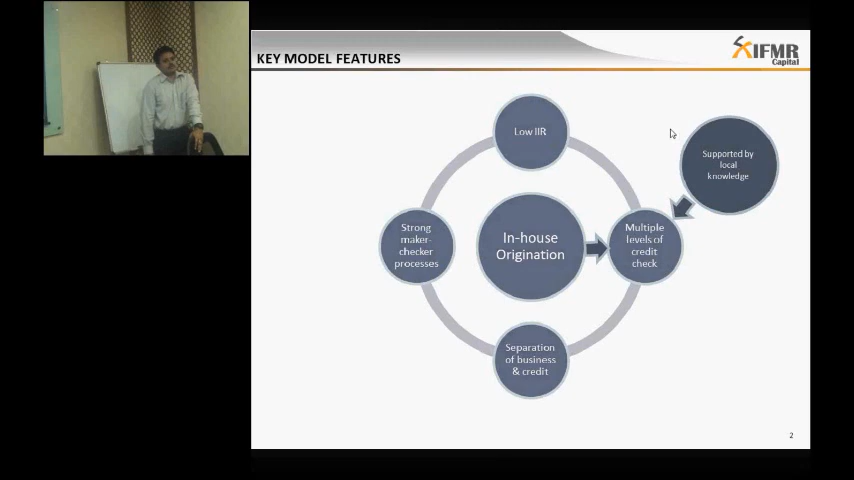 KEY MODEL FEATURES
IFMR
Capital
Low IIR
Supported by
local
knowledge
Strong
maker-
checker
processes
In-house
Origination
Multiple
levels of
credit
check
Separation
of business
& credit
2